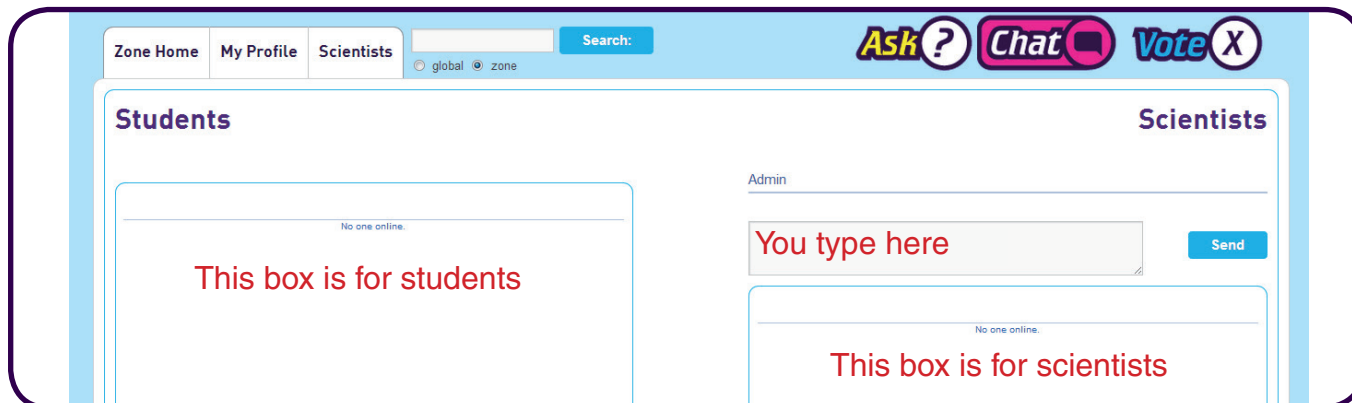 Zone Home My Profile Scientists Search:
global zone
Ask ? Chat Vote X
Students
Scientists
Admin
No one online.
This box is for students
You type here
Send
No one online.
This box is for scientists